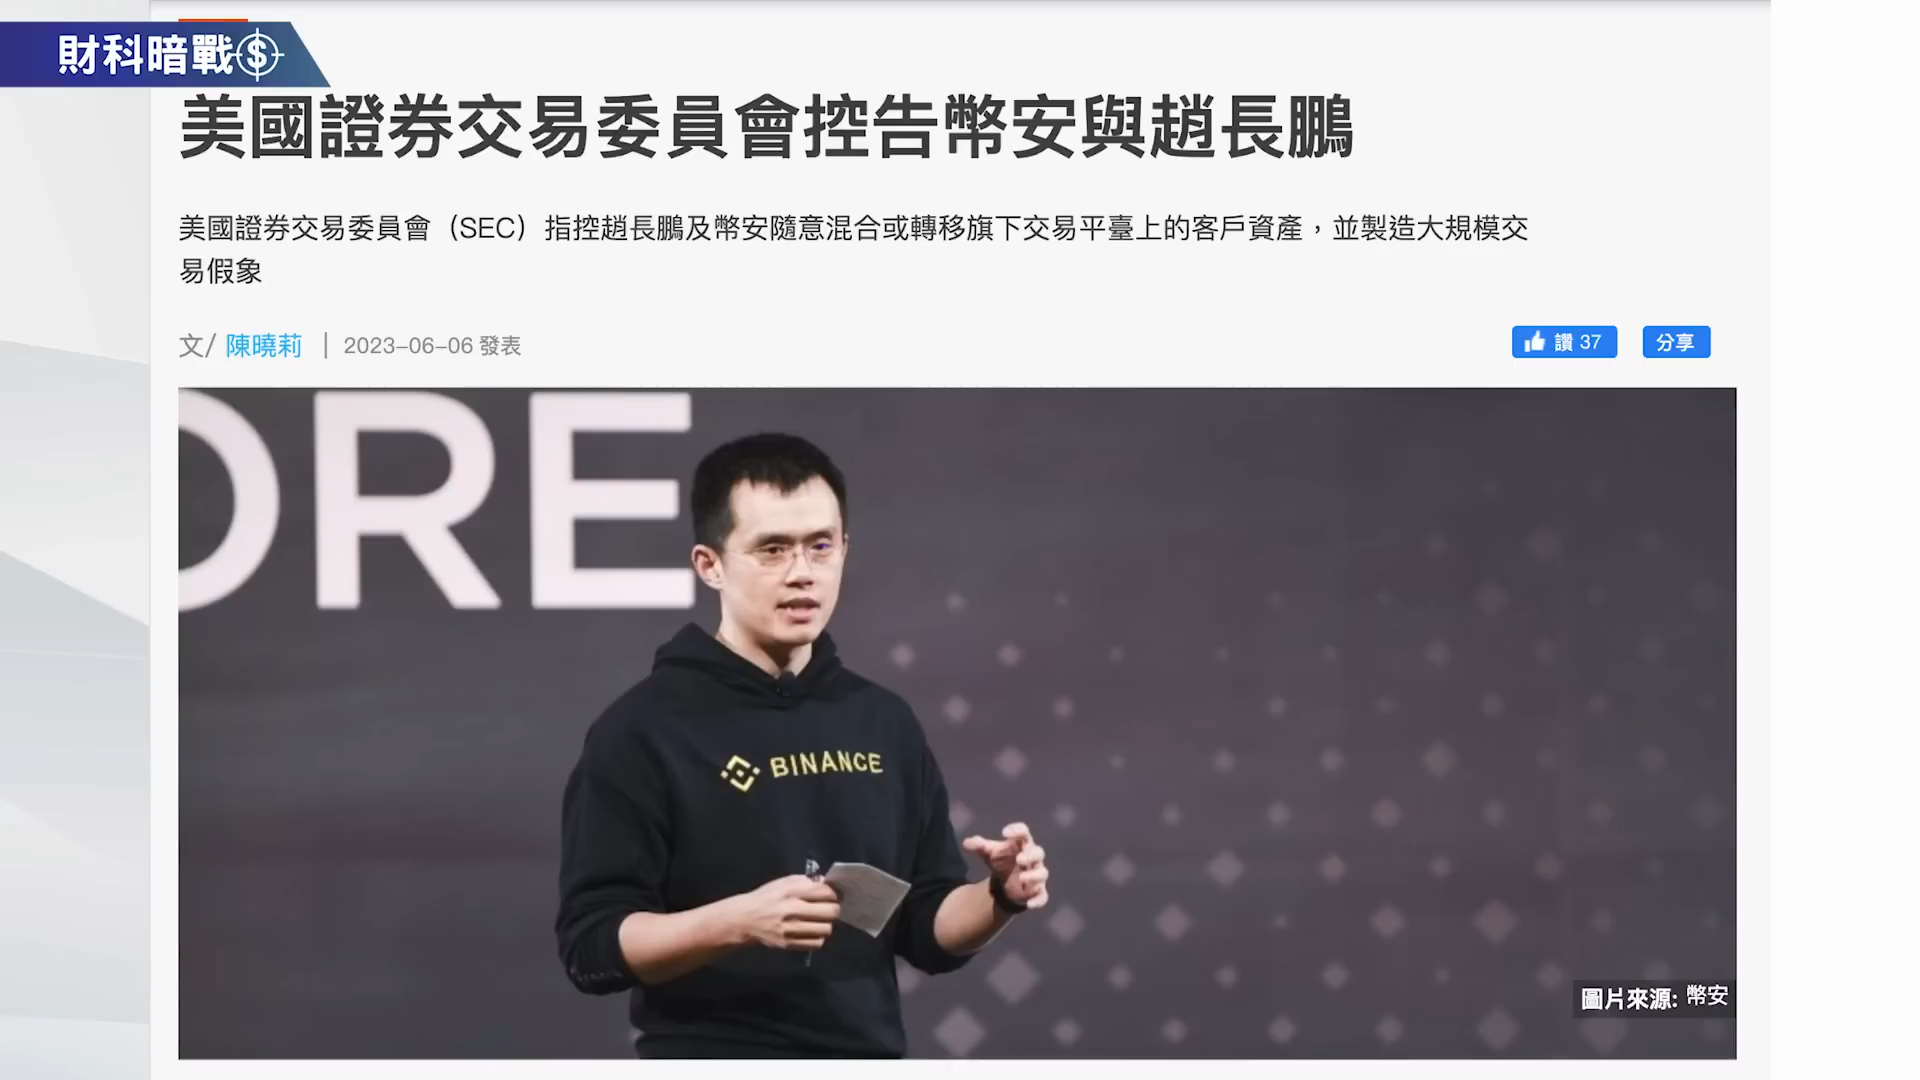 財科暗戰
美國證券交易委員會控告幣安與趙長鵬
美國證券交易委員會（SEC）指控趙長鵬及幣安隨意混合或轉移旗下交易平臺上的客戶資產，並製造大規模交
易假象
文/ 陳曉莉 | 2023-06-06 發表
讚 37 分享
ORE
BINANCE
圖片來源: 幣安